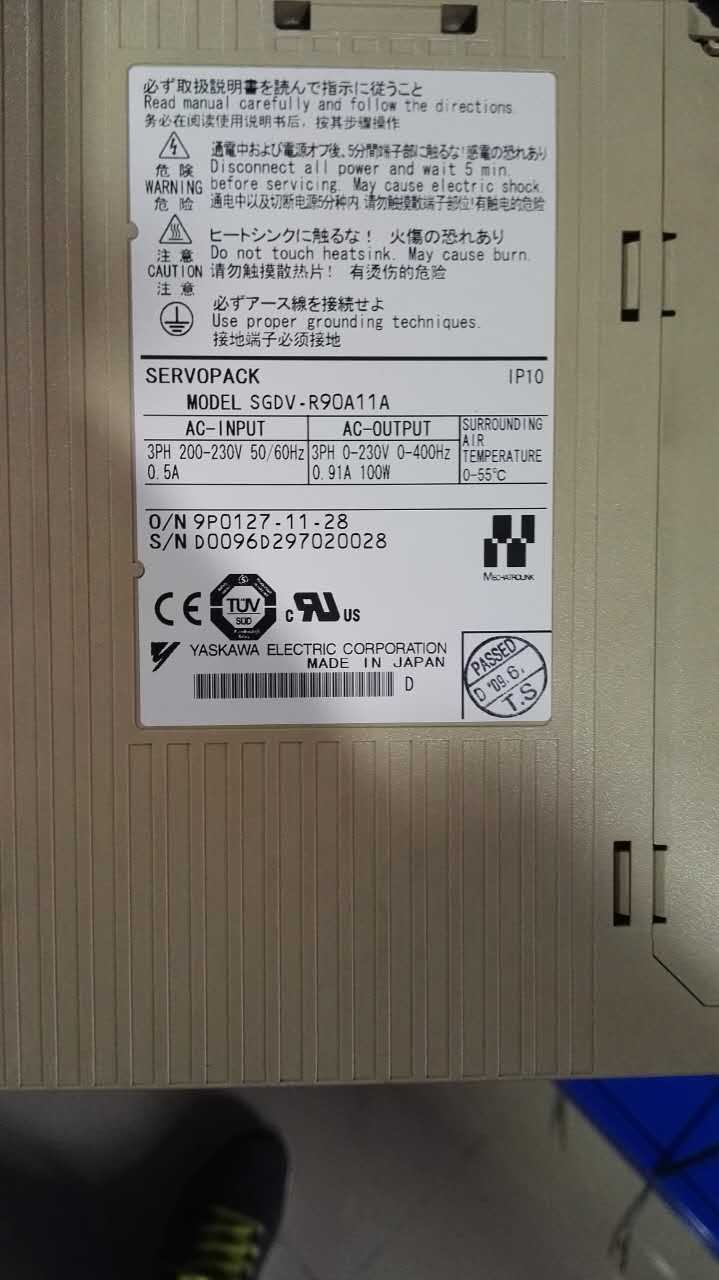 必ず取扱説明書を読んで指示に従うこと
Read manual carefully and follow the directions.
务必在阅读使用说明书后，按其步骤操作
危険
WARNING
危险
通電中および電源オフ後、5分間端子部に触るな!感電の恐れあり
Disconnect all power and wait 5 min.
before servicing. May cause electric shock.
通电中以及切断电源5分种内,请勿触摸散端子部位!有触电的危险
注意
CAUTION
注意
ヒートシンクに触るな! 火傷の恐れあり
Do not touch heatsink. May cause burn.
请勿触摸散热片! 有烫伤的危险
必ずアース線を接続せよ
Use proper grounding techniques.
接地端子必须接地
SERVOPACK IP10
MODEL SGDV-R90A11A
AC-INPUT
3PH 200-230V 50/60Hz
0.5A
AC-OUTPUT
3PH 0-230V 0-400Hz
0.91A 100W
SURROUNDING
AIR
TEMPERATURE
0-55℃
O/N 9P0127-11-28
S/N D0096D297020028
MECHATROLINK
CE
TÜV
SÜD
c RU US
YASKAWA ELECTRIC CORPORATION
MADE IN JAPAN
D
PASSED
D '09.6.
T.S